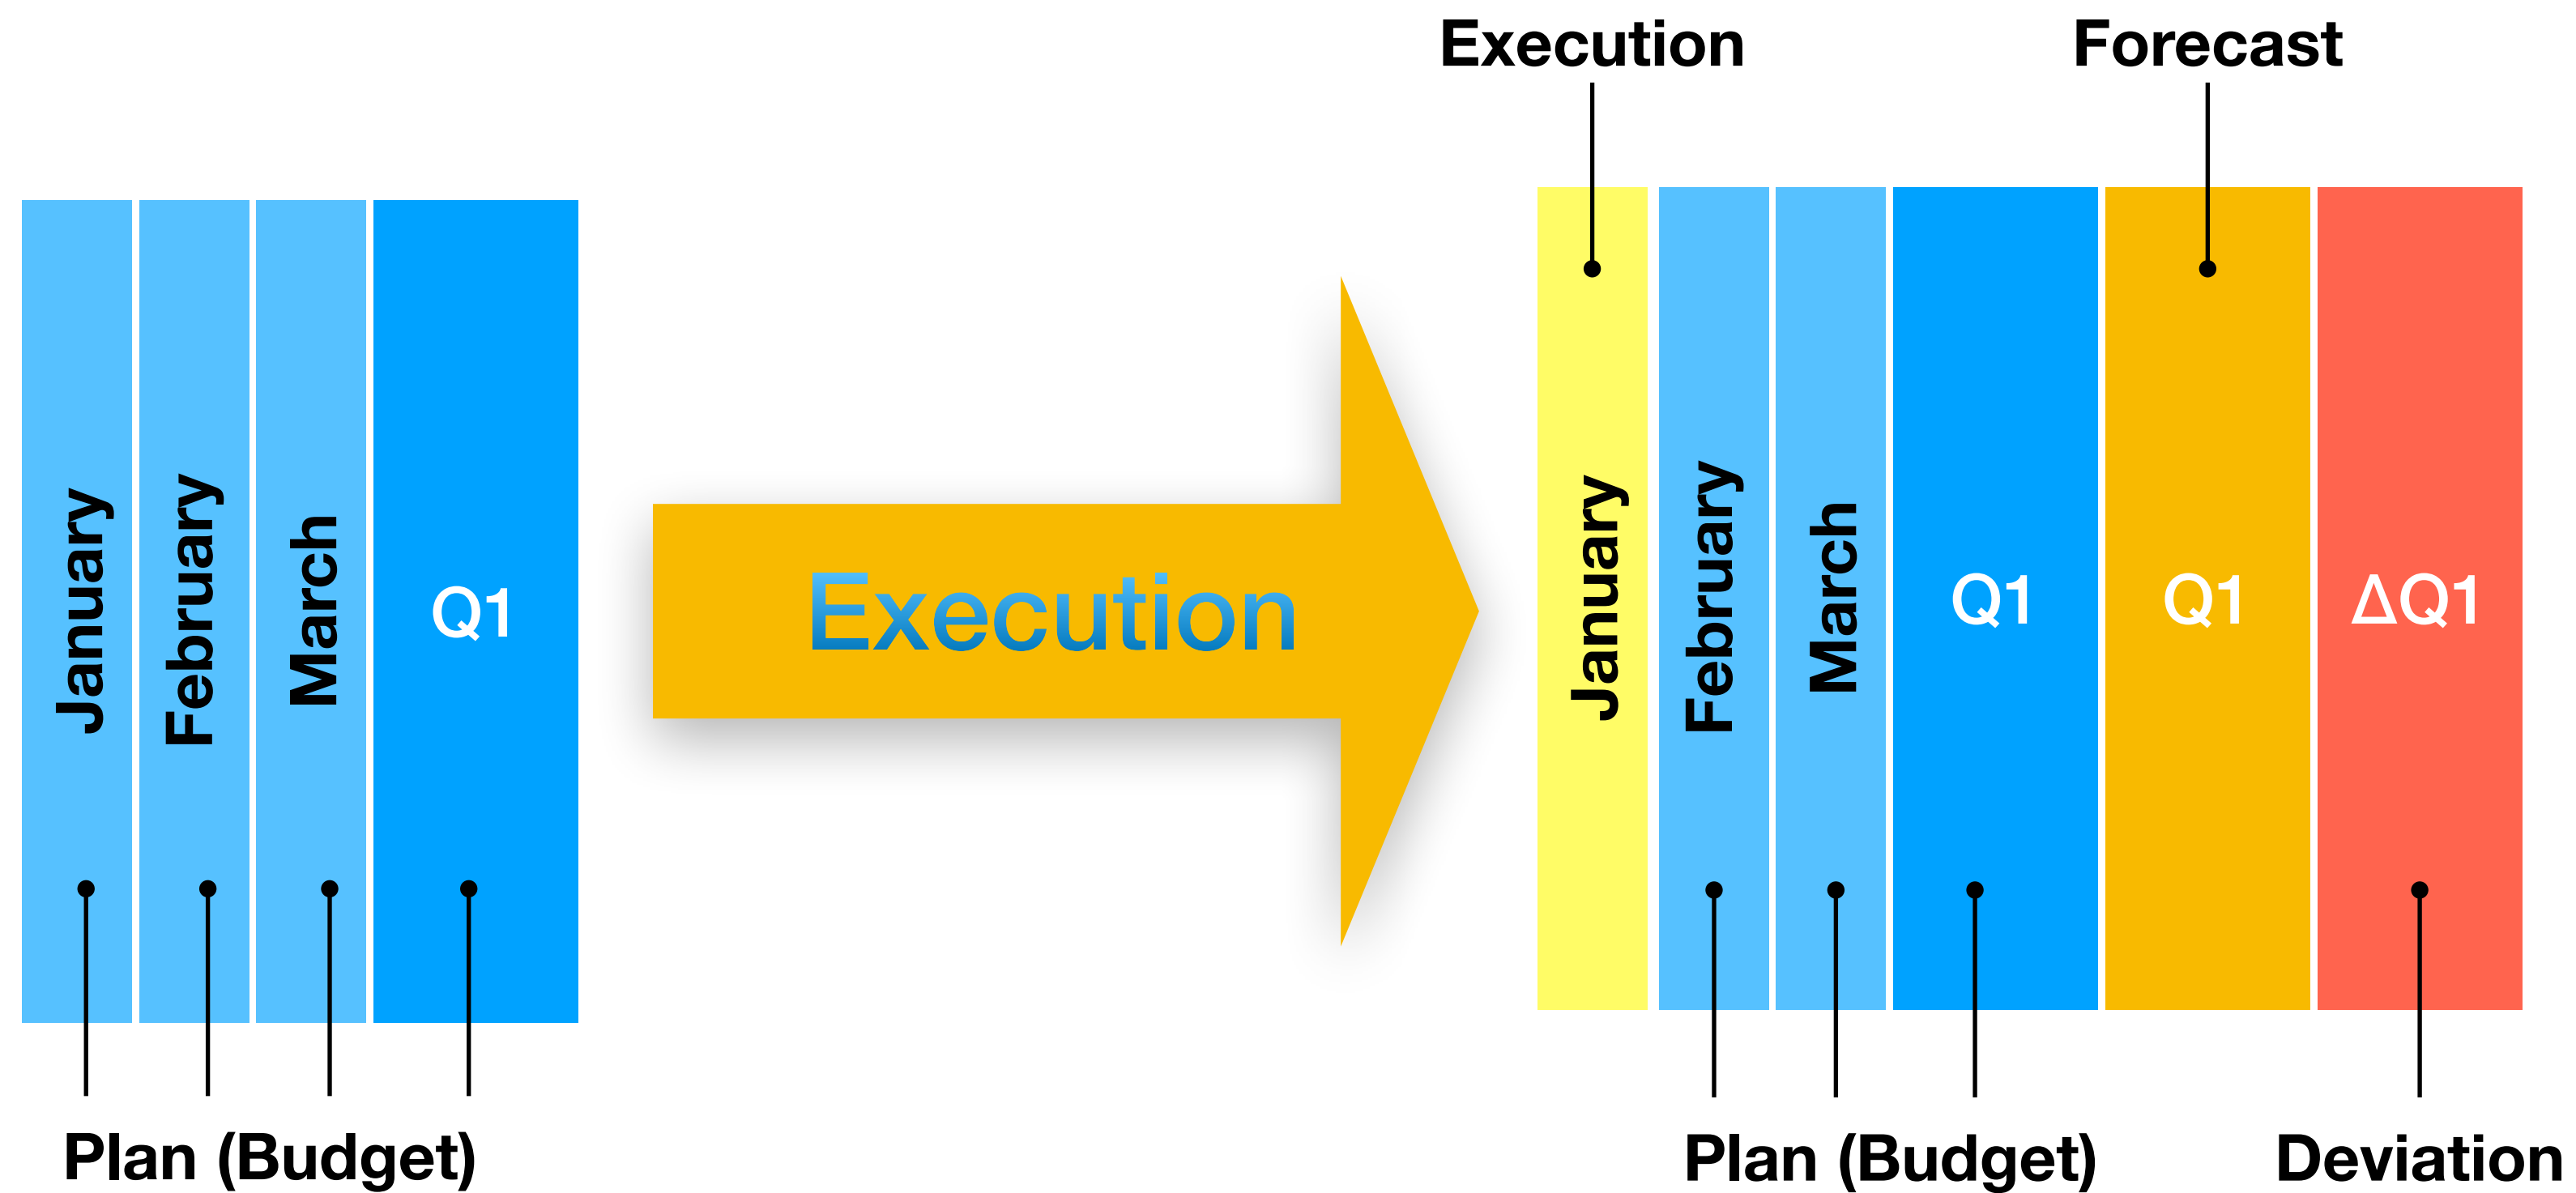 Execution
Forecast
January
February
March
Q1
Execution
January
February
March
Q1
Q1
ΔQ1
Plan (Budget)
Plan (Budget)
Deviation